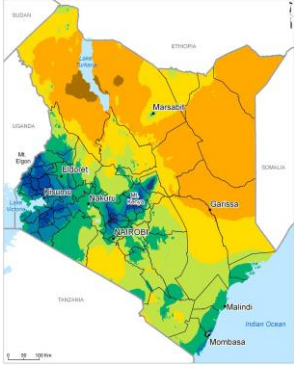 SUDAN
ETHIOPIA
Lake
Turkana
Marsabit
UGANDA
Mt
Elgon
Eldoret
SOMALIA
Kisumu
Mt.
Kenya
Lake
Victoria
Nakuru
Garissa
NAIROBI
TANZANIA
Malindi
Indian Ocean
Mombasa
0 50 100 Km